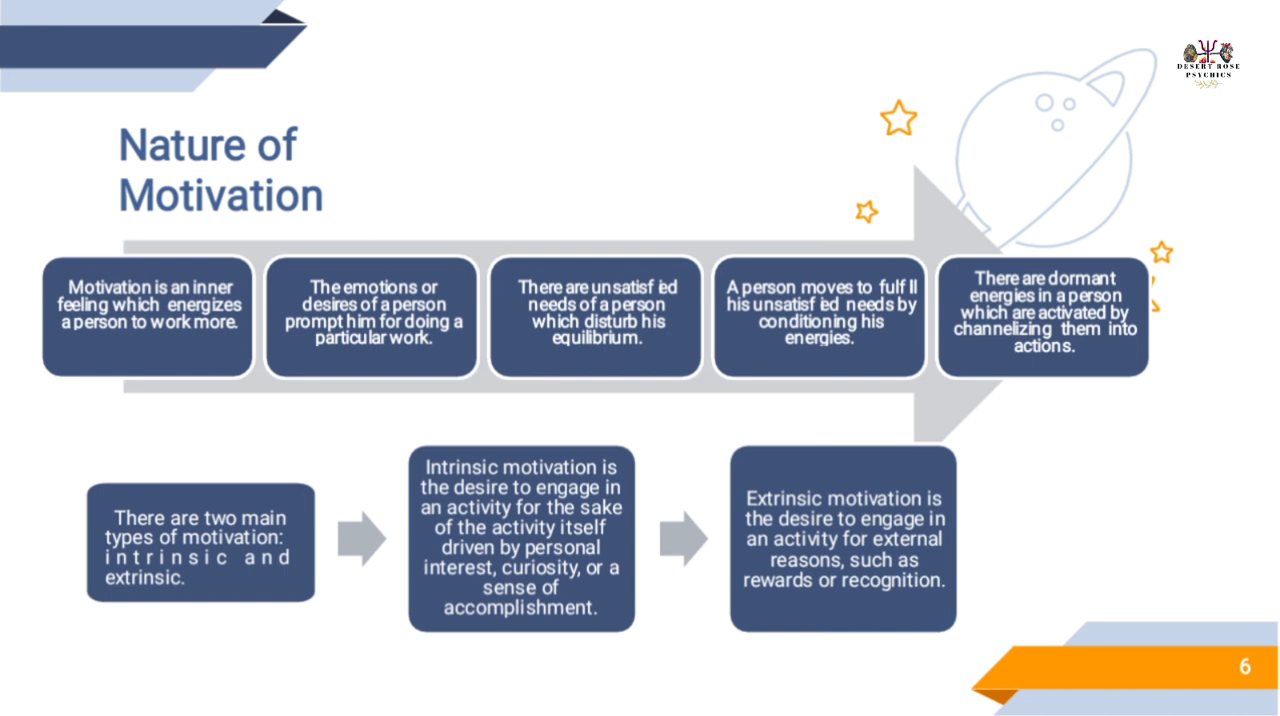 DESERT ROSE
PSYCHICS
Nature of
Motivation
Motivation is an inner
feeling which energizes
a person to work more.
The emotions or
desires of a person
prompt him for doing a
particular work.
There are unsatisf ied
needs of a person
which disturb his
equilibrium.
A person moves to fulf ll
his unsatisf ied needs by
conditioning his
energies.
There are dormant
energies in a person
which are activated by
channelizing them into
actions.
There are two main
types of motivation:
intrinsic and
extrinsic.
Intrinsic motivation is
the desire to engage in
an activity for the sake
of the activity itself
driven by personal
interest, curiosity, or a
sense of
accomplishment.
Extrinsic motivation is
the desire to engage in
an activity for external
reasons, such as
rewards or recognition.
6